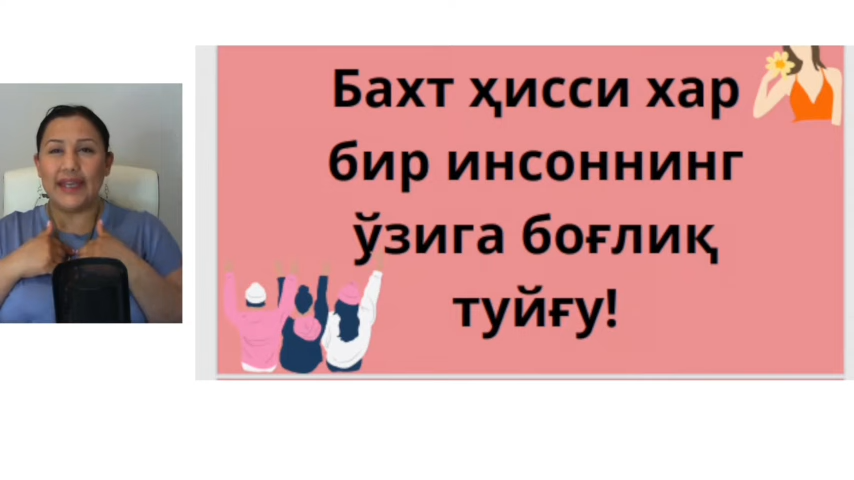 Бахт ҳисси хар
бир инсоннинг
ўзига боғлиқ
туйғу!